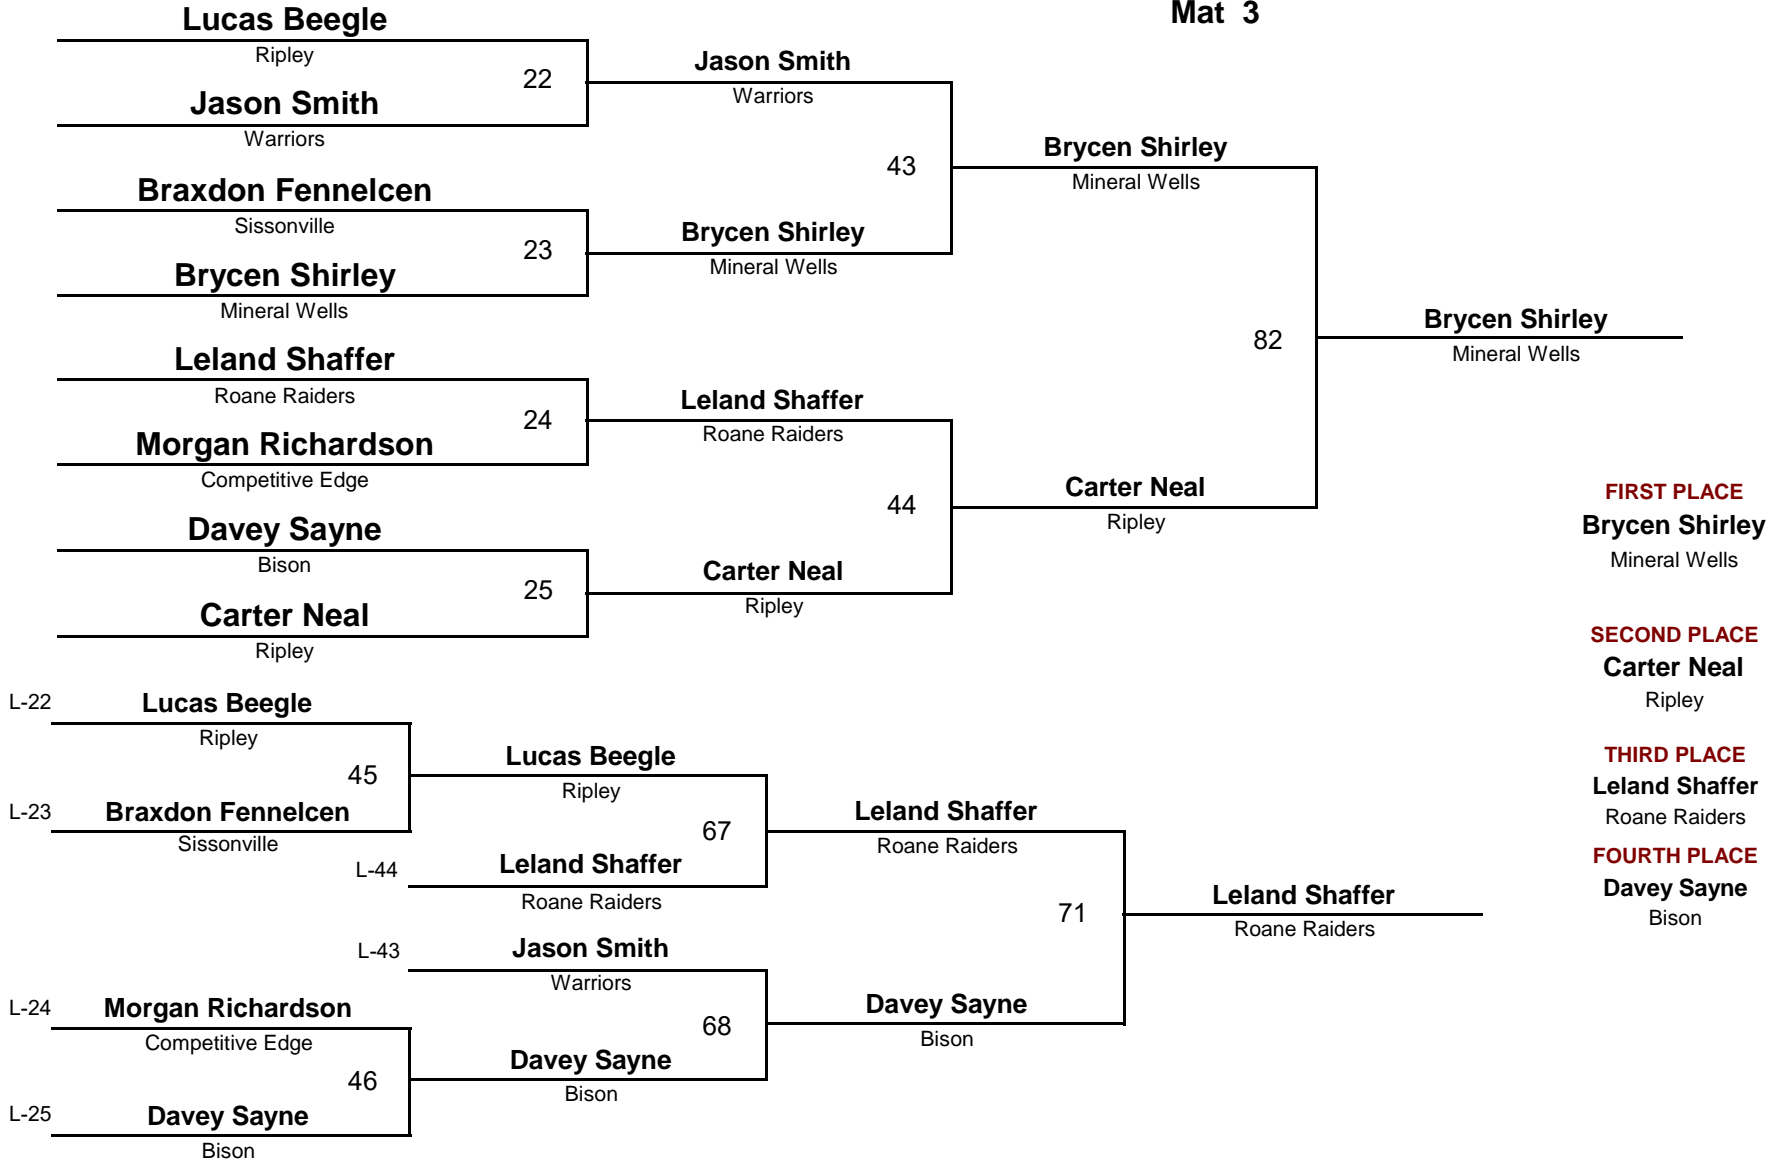 Mat 3
Lucas Beegle
Ripley
22
Jason Smith
Warriors
Jason Smith
Warriors
43
Brycen Shirley
Mineral Wells
Braxdon Fennelcen
Sissonville
23
Brycen Shirley
Mineral Wells
Brycen Shirley
Mineral Wells
82
Brycen Shirley
Mineral Wells
Leland Shaffer
Roane Raiders
24
Leland Shaffer
Roane Raiders
Morgan Richardson
Competitive Edge
44
Carter Neal
Ripley
Davey Sayne
Bison
25
Carter Neal
Ripley
Carter Neal
Ripley
FIRST PLACE
Brycen Shirley
Mineral Wells
SECOND PLACE
Carter Neal
Ripley
THIRD PLACE
Leland Shaffer
Roane Raiders
FOURTH PLACE
Davey Sayne
Bison
L-22
Lucas Beegle
Ripley
45
Lucas Beegle
Ripley
L-23
Braxdon Fennelcen
Sissonville
67
Leland Shaffer
Roane Raiders
L-44
Leland Shaffer
Roane Raiders
71
Leland Shaffer
Roane Raiders
L-43
Jason Smith
Warriors
L-24
Morgan Richardson
Competitive Edge
68
Davey Sayne
Bison
46
Davey Sayne
Bison
L-25
Davey Sayne
Bison